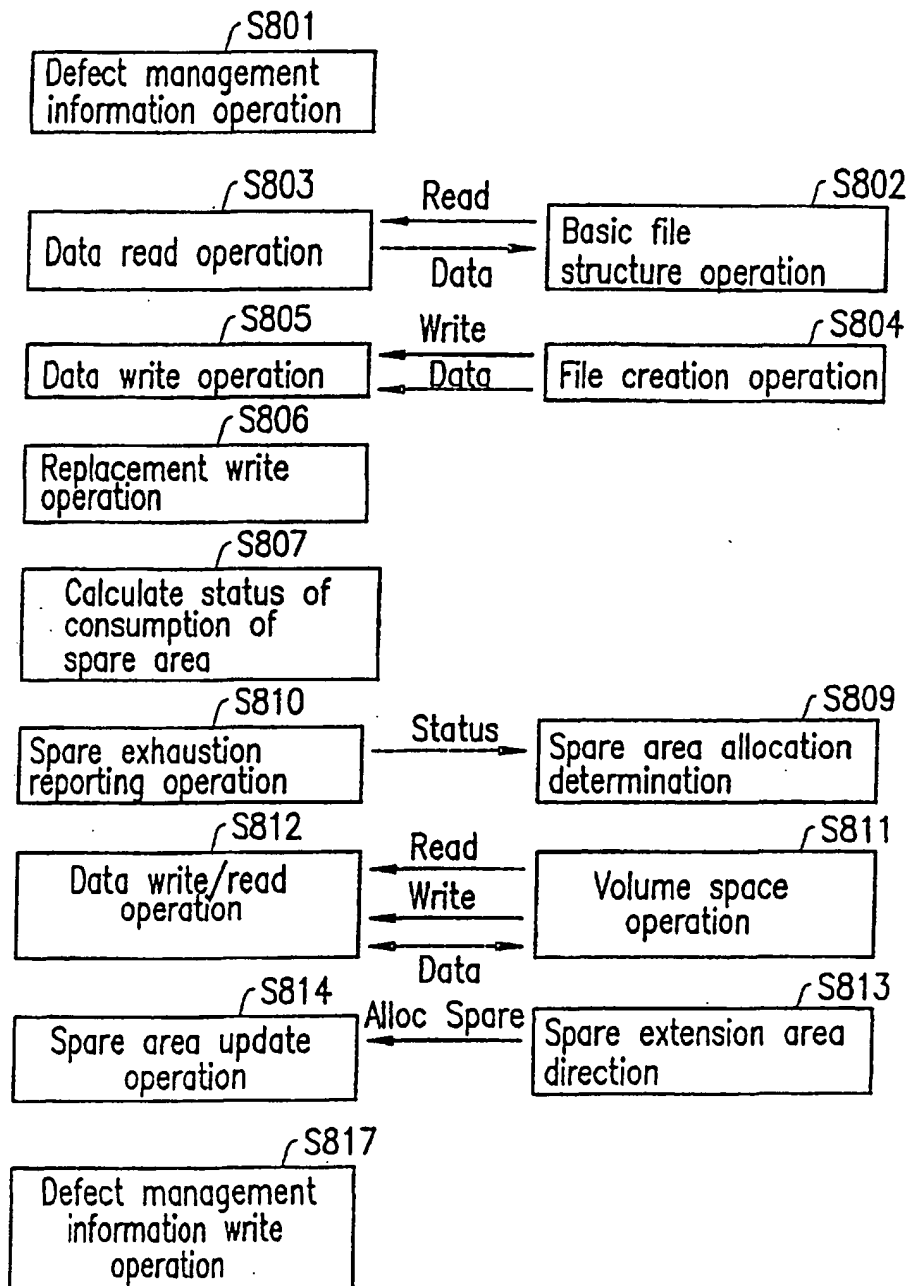 S801
Defect management
information operation
S803
Read
S802
Data read operation
Data
Basic file
structure operation
S805
Write
S804
Data write operation
Data
File creation operation
S806
Replacement write
operation
S807
Calculate status of
consumption of
spare area
S810
Status
S809
Spare exhaustion
reporting operation
Spare area allocation
determination
S812
Read
S811
Data write/read
operation
Write
Volume space
operation
Data
S814
Alloc Spare
S813
Spare area update
operation
Spare extension area
direction
S817
Defect management
information write
operation